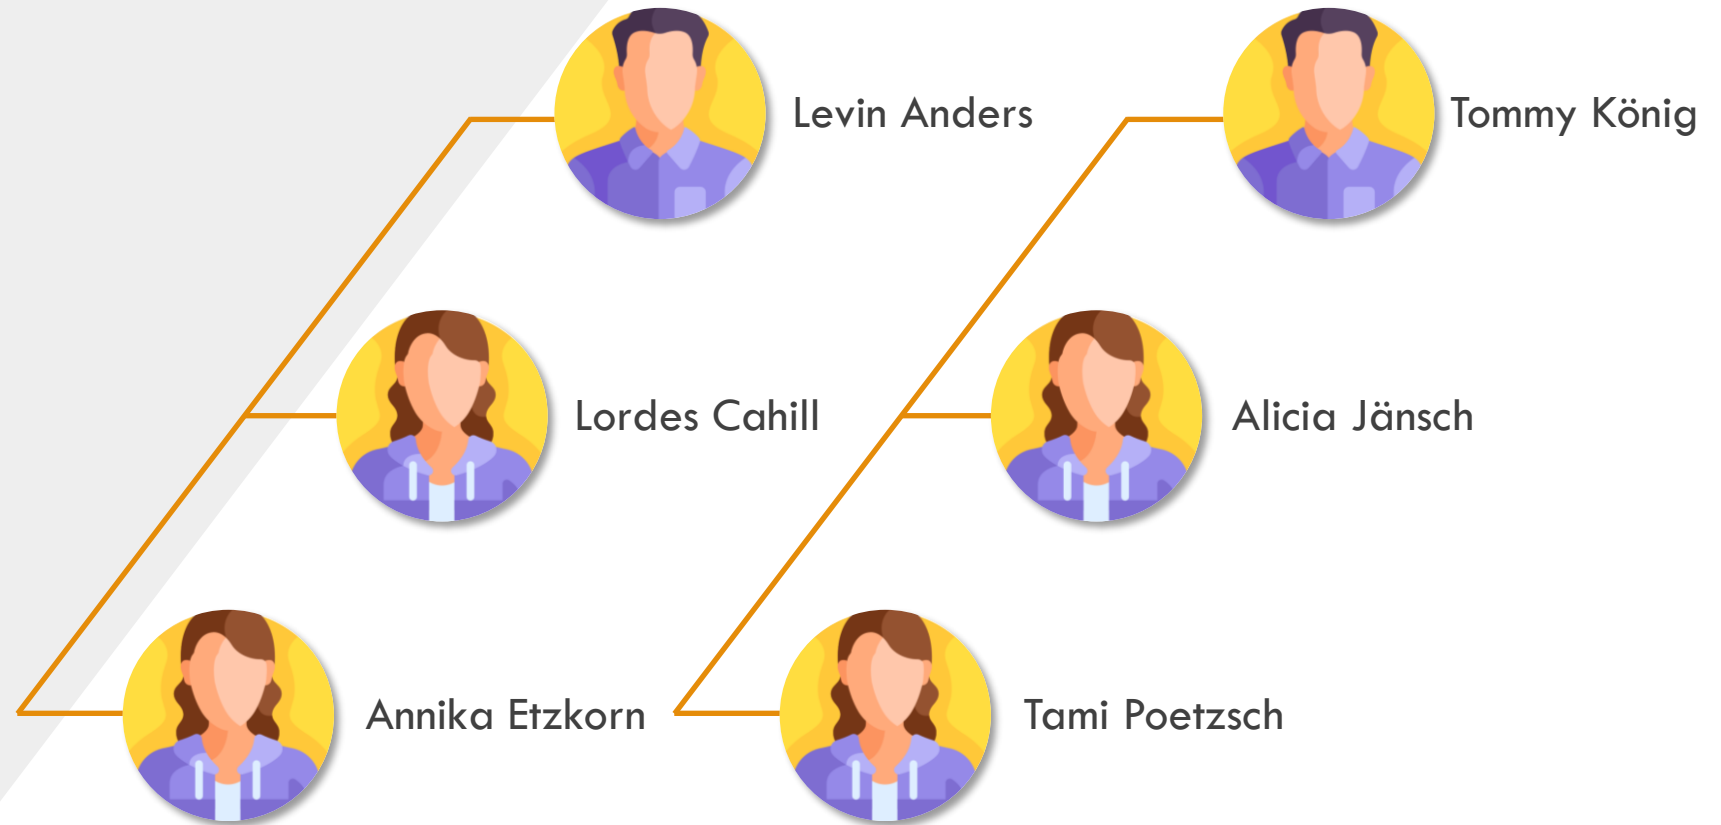 Levin Anders
Tommy König
Lordes Cahill
Alicia Jänsch
Annika Etzkorn
Tami Poetzsch